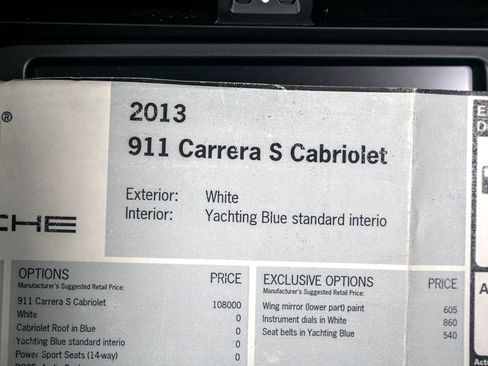 ®
2013
911 Carrera S Cabriolet
Exterior: White
Interior: Yachting Blue standard interio
CHE
OPTIONS PRICE
Manufacturer's Suggested Retail Price:
911 Carrera S Cabriolet 108000
White 0
Cabriolet Roof in Blue 0
Yachting Blue standard interio 0
Power Sport Seats (14-way) 0
EXCLUSIVE OPTIONS PRICE
Manufacturer's Suggested Retail Price:
Wing mirror (lower part) paint 605
Instrument dials in White 860
Seat belts in Yachting Blue 540